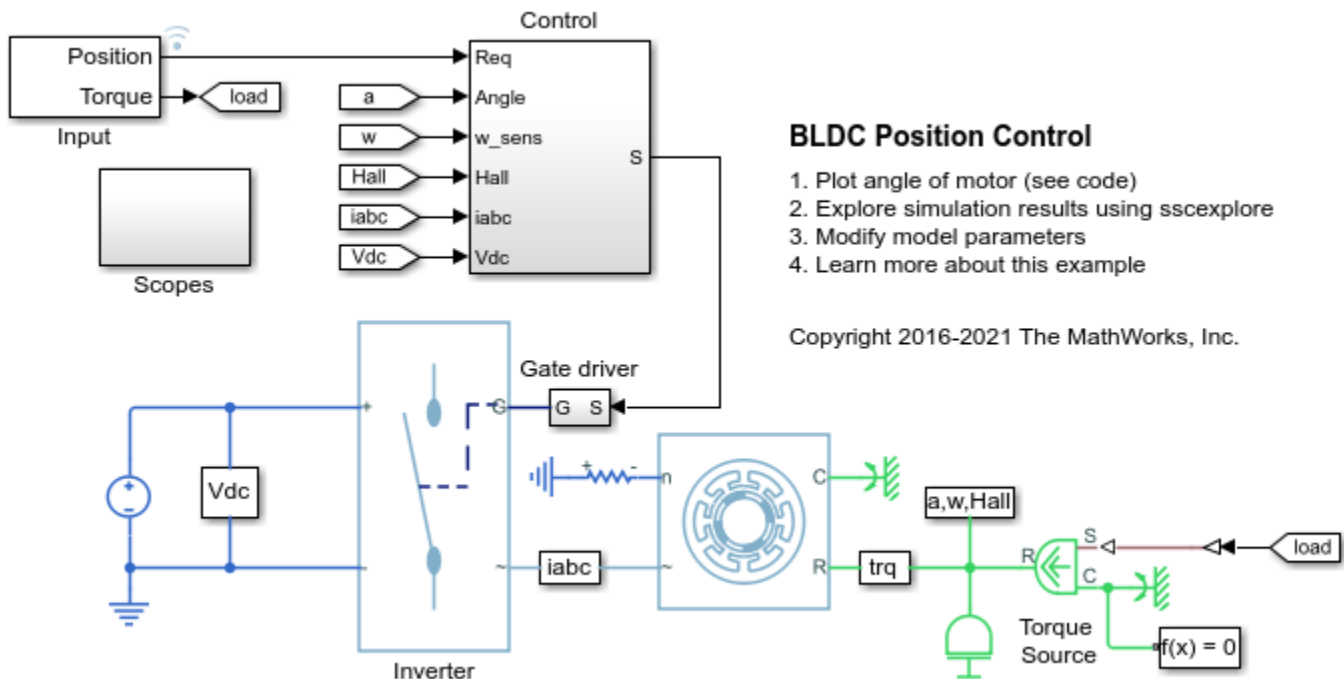 Control
Position
Torque
load
Input
Req
a
Angle
w
w_sens
Hall
Hall
iabc
iabc
Vdc
Vdc
S
Scopes
BLDC Position Control
1. Plot angle of motor (see code)
2. Explore simulation results using sscexplore
3. Modify model parameters
4. Learn more about this example
Copyright 2016-2021 The MathWorks, Inc.
Gate driver
G
G S
+
-
~
Inverter
Vdc
+
-
+ -
n
~
C
R
iabc
trq
a,w,Hall
R
S
C
load
Torque
Source
f(x) = 0